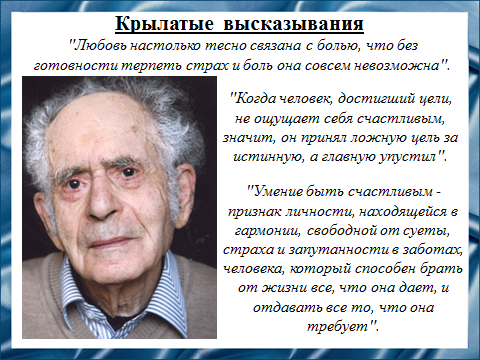 Крылатые высказывания
"Любовь настолько тесно связана с болью, что без
готовности терпеть страх и боль она совсем невозможна".
"Когда человек, достигший цели,
не ощущает себя счастливым,
значит, он принял ложную цель за
истинную, а главную упустил".
"Умение быть счастливым -
признак личности, находящейся в
гармонии, свободной от суеты,
страха и запутанности в заботах,
человека, который способен брать
от жизни все, что она дает, и
отдавать все то, что она
требует".